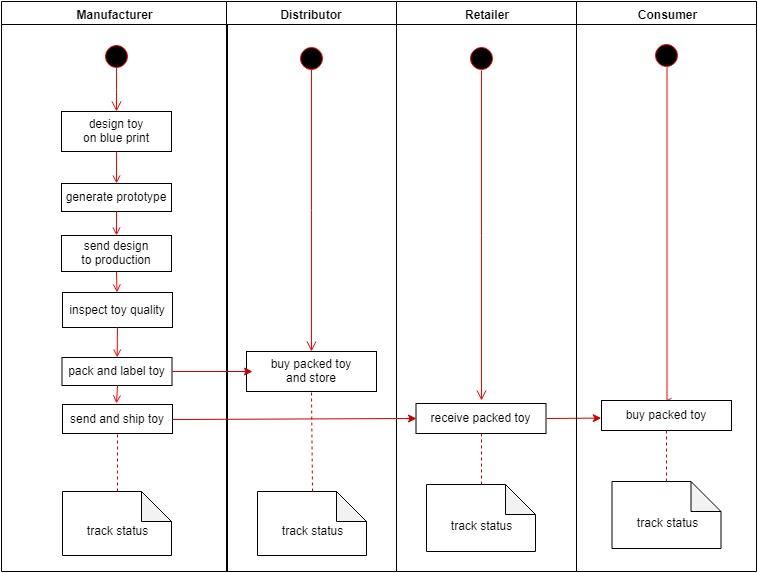 Manufacturer
Distributor
Retailer
Consumer
design toy
on blue print
generate prototype
send design
to production
inspect toy quality
pack and label toy
buy packed toy
and store
send and ship toy
receive packed toy
buy packed toy
track status
track status
track status
track status